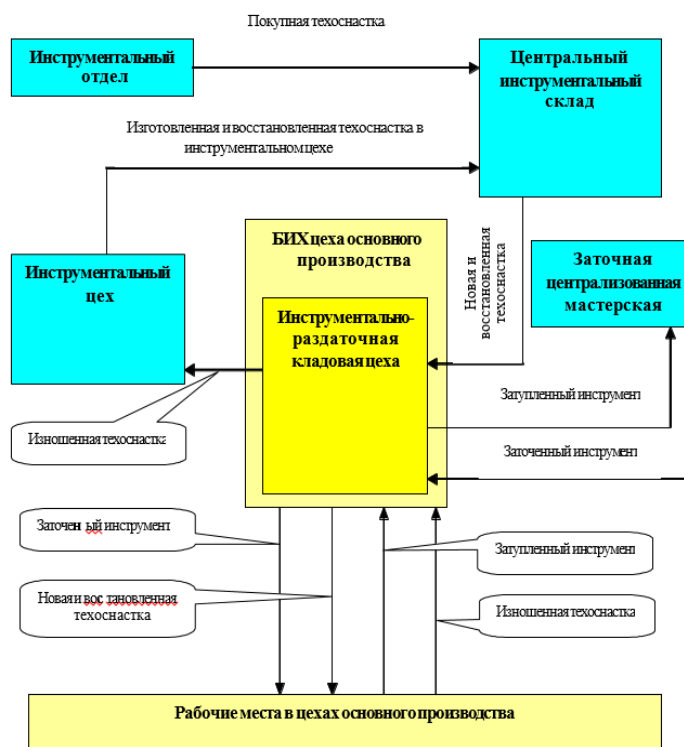 Покупная техоснастка
Инструментальный
отдел
Центральный
инструментальный
склад
Изготовленная и восстановленная техоснастка в
инструментальном цехе
БИХ цеха основного
производства
Новая и
восстановленная
техоснастка
Инструментальный
цех
Заточная
централизованная
мастерская
Инструментально-
раздаточная
кладовая цеха
Затупленный инструмент
Изношенная техоснастка
Заточенный инструмент
Заточен ый инструмент
Затупленный инструмент
Новая и вос тановленная
техоснастка
Изношенная техоснастка
Рабочие места в цехах основного производства